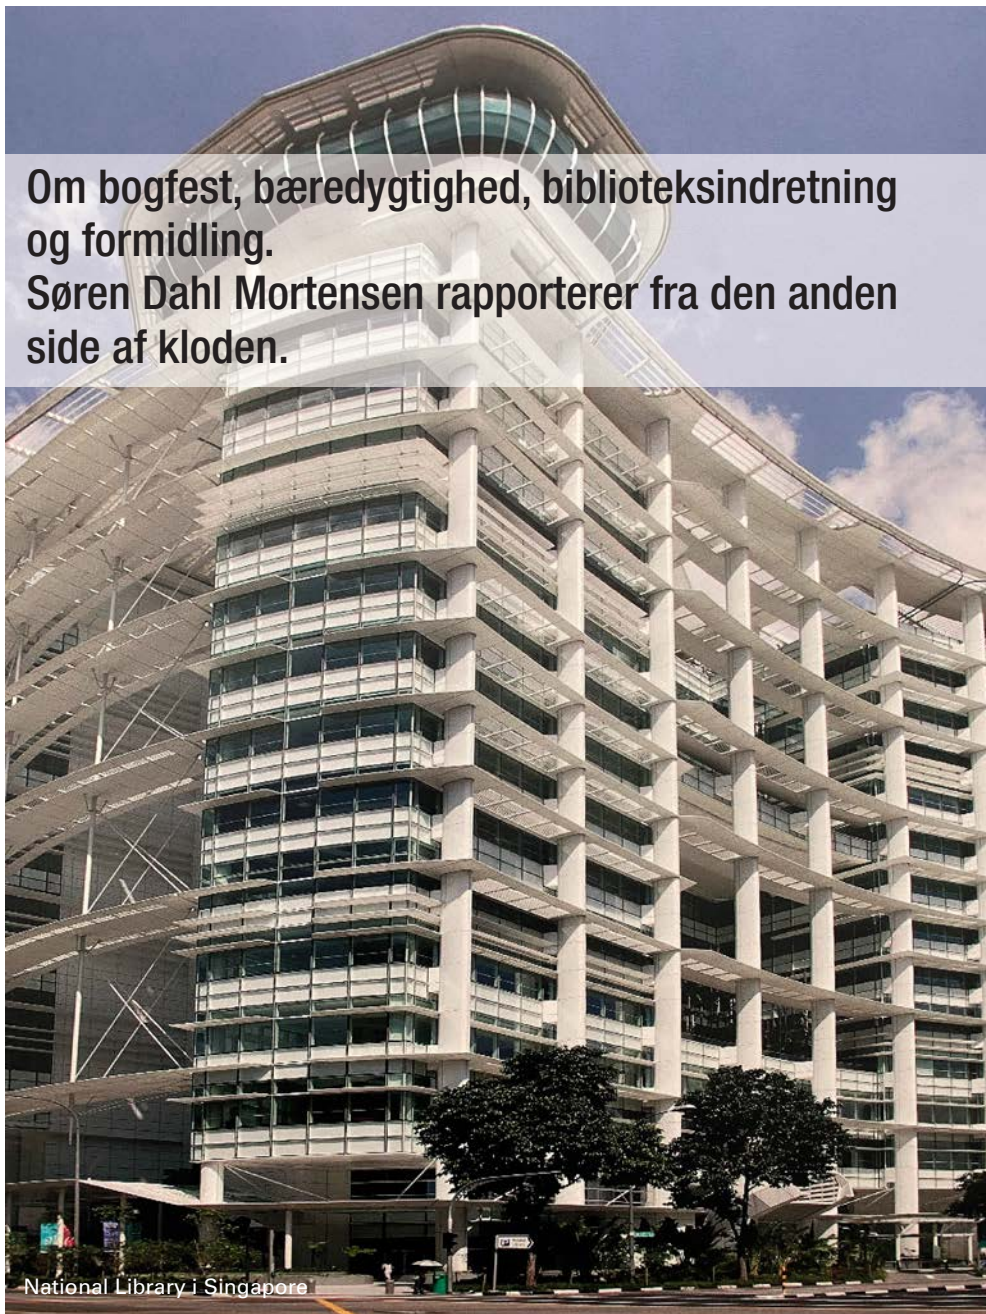 Om bogfest, bæredygtighed, biblioteksindretning
og formidling.
Søren Dahl Mortensen rapporterer fra den anden
side af kloden.
National Library i Singapore